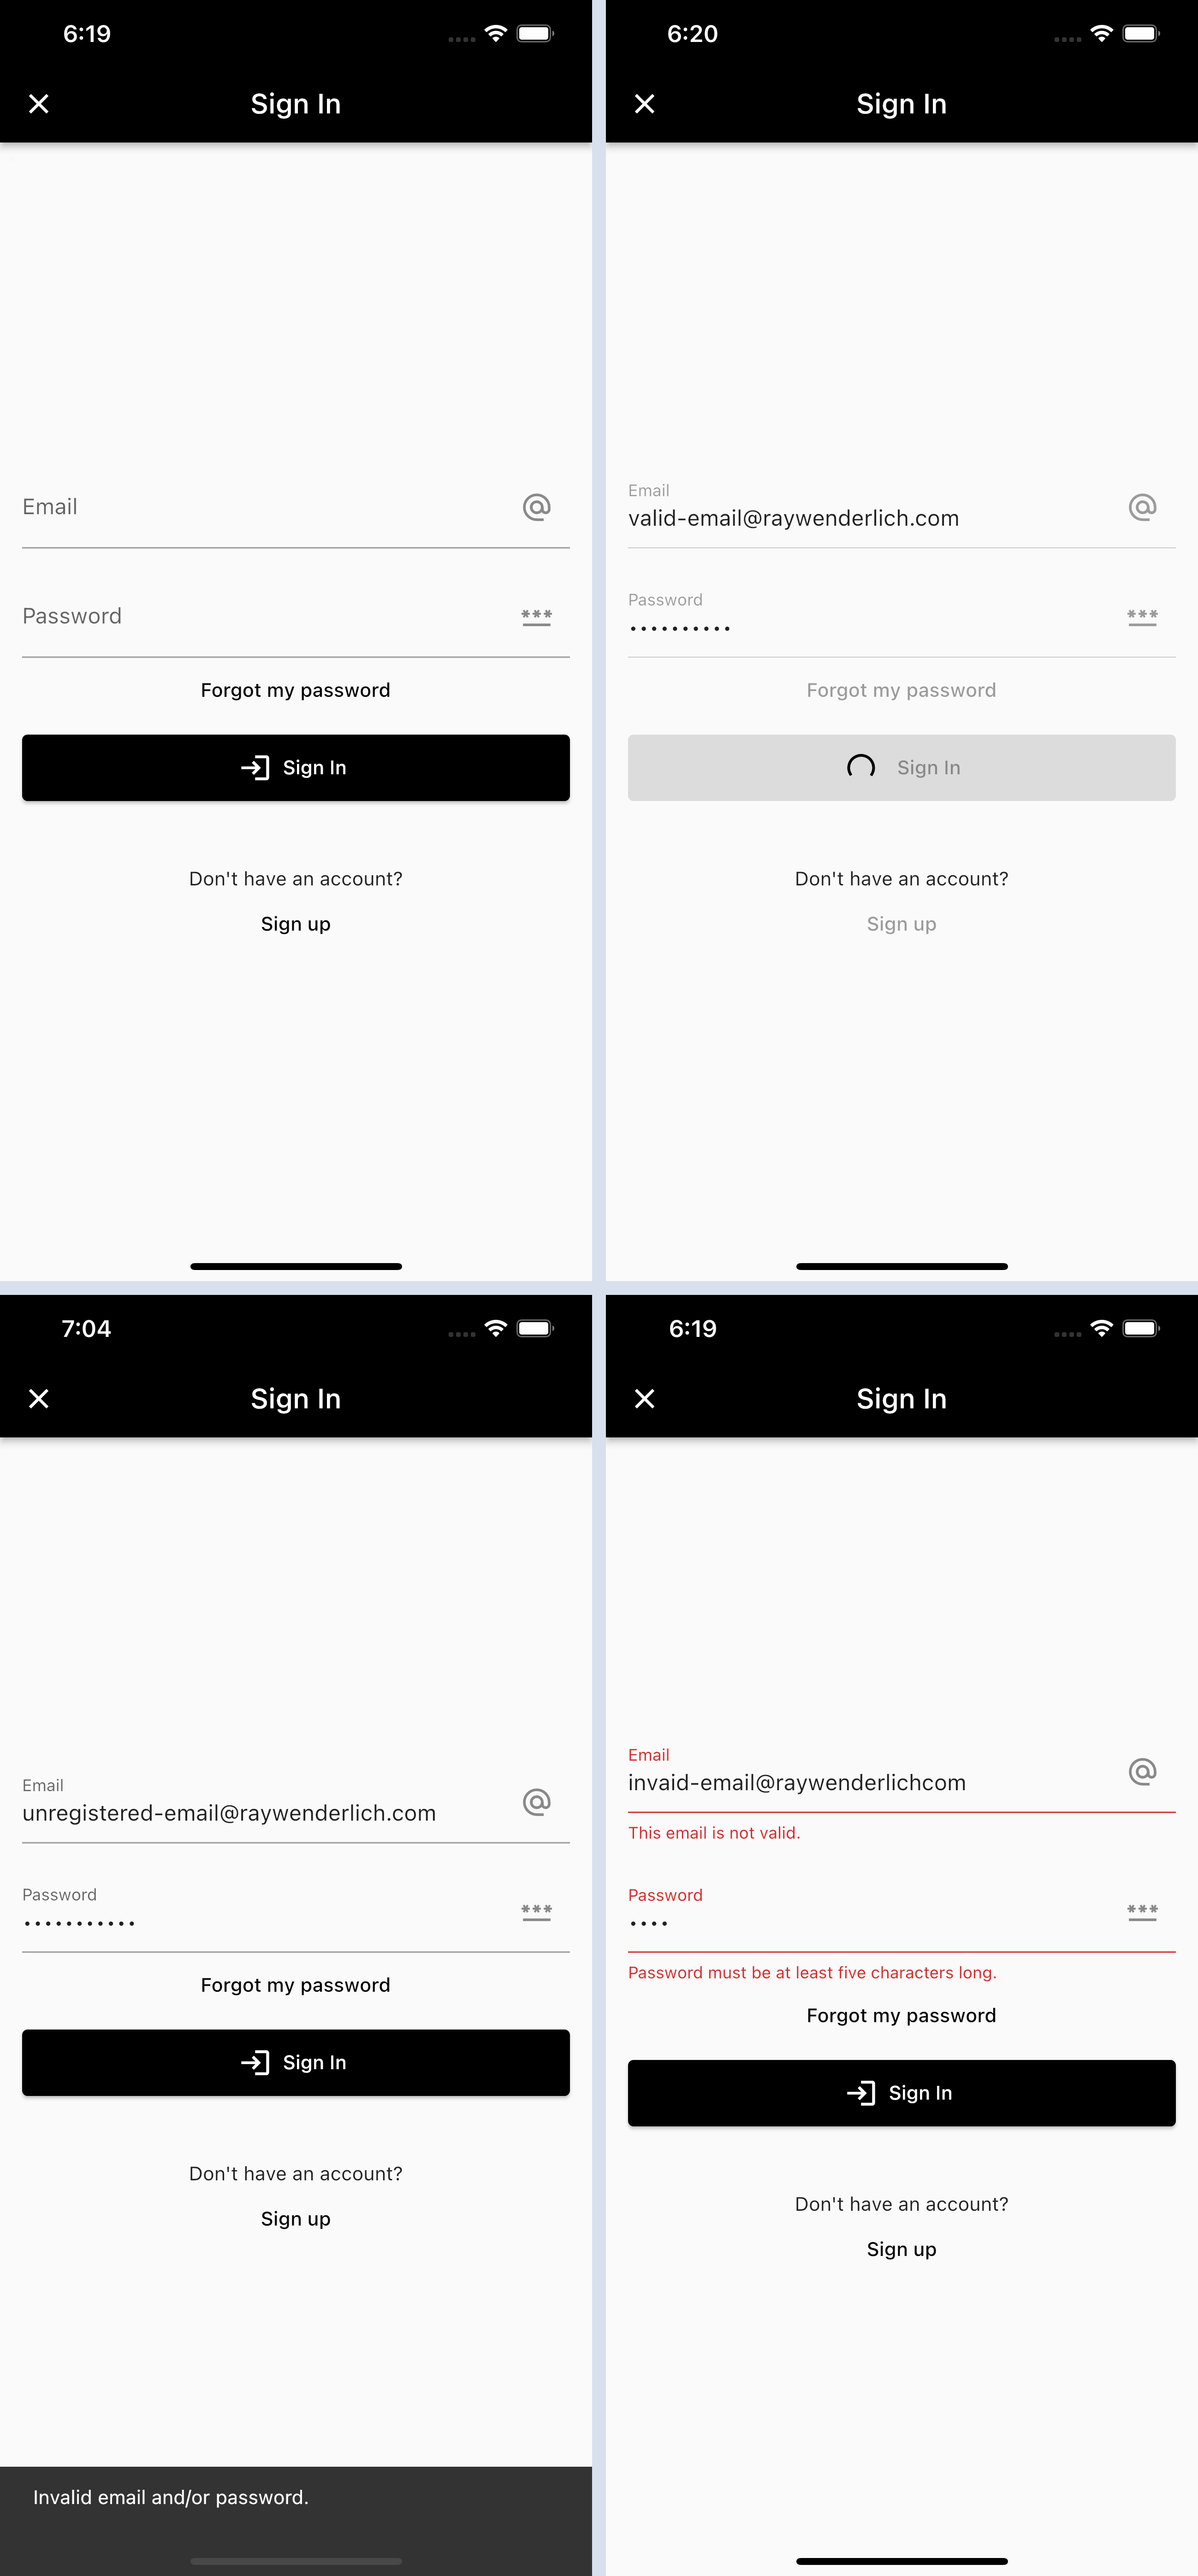 6:19
Sign In
Email
Password
Forgot my password
Sign In
Don't have an account?
Sign up
6:20
Sign In
Email
valid-email@raywenderlich.com
Password
••••••••••
Forgot my password
Sign In
Don't have an account?
Sign up
7:04
Sign In
Email
unregistered-email@raywenderlich.com
Password
•••••••••••
Forgot my password
Sign In
Don't have an account?
Sign up
Invalid email and/or password.
6:19
Sign In
Email
invaid-email@raywenderlichcom
This email is not valid.
Password
••••
Password must be at least five characters long.
Forgot my password
Sign In
Don't have an account?
Sign up